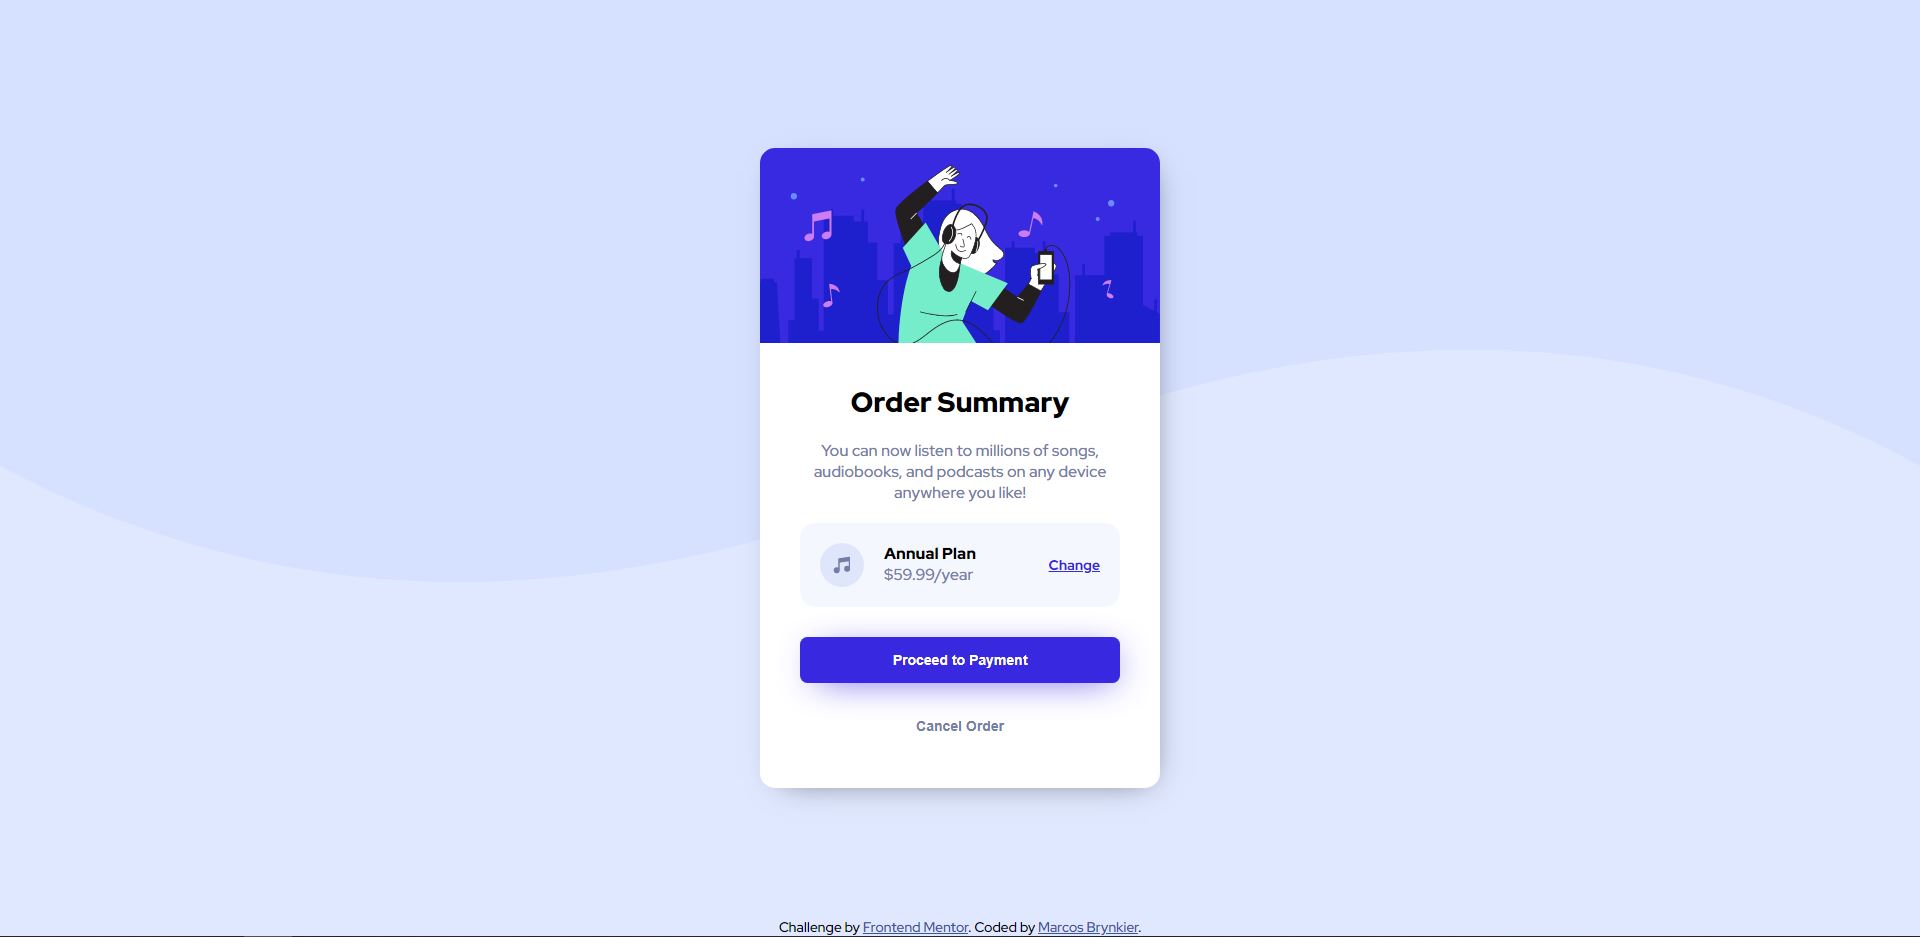 Order Summary
You can now listen to millions of songs,
audiobooks, and podcasts on any device
anywhere you like!
Annual Plan
$59.99/year
Change
Proceed to Payment
Cancel Order
Challenge by Frontend Mentor. Coded by Marcos Brynkier.